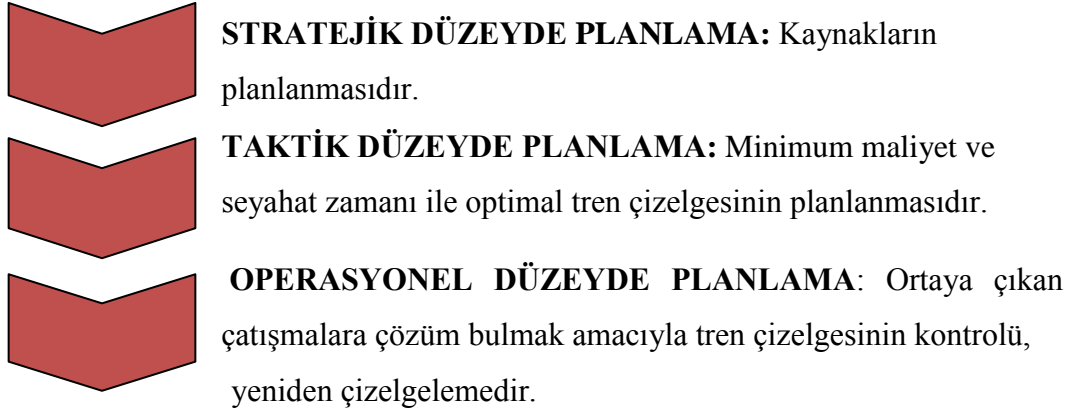 STRATEJİK DÜZEYDE PLANLAMA: Kaynakların
planlanmasıdır.
TAKTİK DÜZEYDE PLANLAMA: Minimum maliyet ve
seyahat zamanı ile optimal tren çizelgesinin planlanmasıdır.
OPERASYONEL DÜZEYDE PLANLAMA: Ortaya çıkan
çatışmalara çözüm bulmak amacıyla tren çizelgesinin kontrolü,
yeniden çizelgelemedir.